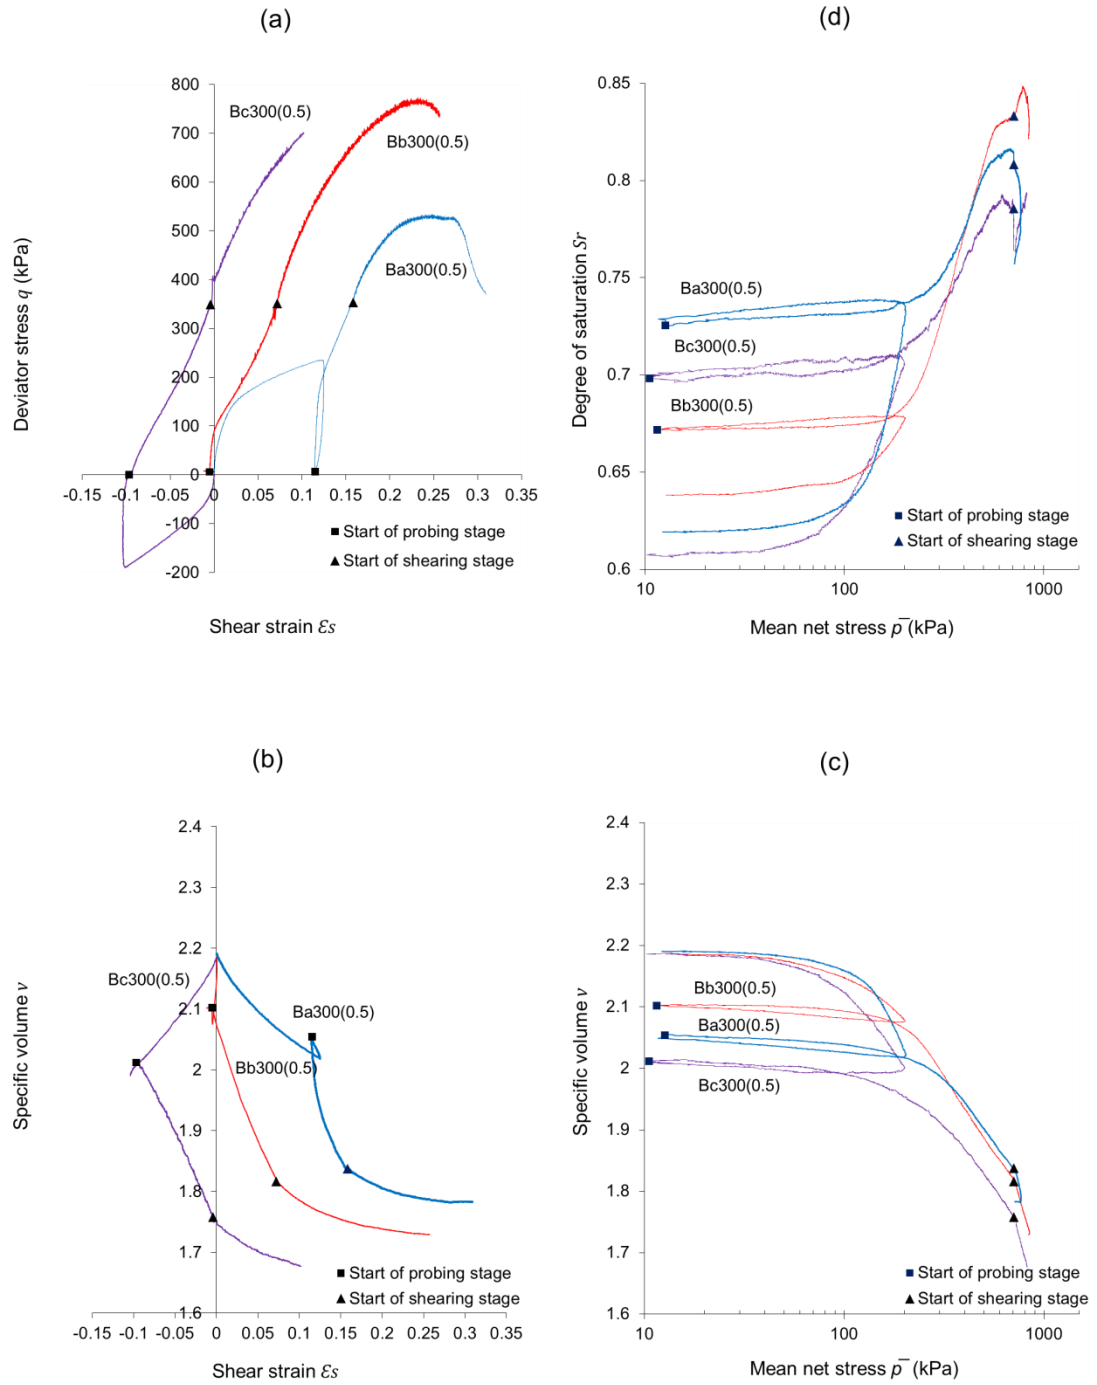 (a)
800
700
600
500
400
300
200
100
0
-100
-200
-0.15
-0.1
-0.05
0
0.05
0.1
0.15
0.2
0.25
0.3
0.35
Bc300(0.5)
Bb300(0.5)
Ba300(0.5)
Start of probing stage
Start of shearing stage
Deviator stress q (kPa)
Shear strain Ɛs
(d)
0.85
0.8
0.75
0.7
0.65
0.6
10
100
1000
Ba300(0.5)
Bc300(0.5)
Bb300(0.5)
Start of probing stage
Start of shearing stage
Degree of saturation Sr
Mean net stress p̅ (kPa)
(b)
2.4
2.3
2.2
2.1
2
1.9
1.8
1.7
1.6
-0.15
-0.1
-0.05
0
0.05
0.1
0.15
0.2
0.25
0.3
0.35
Bc300(0.5)
Ba300(0.5)
Bb300(0.5)
Start of probing stage
Start of shearing stage
Specific volume v
Shear strain Ɛs
(c)
2.4
2.3
2.2
2.1
2
1.9
1.8
1.7
1.6
10
100
1000
Bb300(0.5)
Ba300(0.5)
Bc300(0.5)
Start of probing stage
Start of shearing stage
Specific volume v
Mean net stress p̅ (kPa)